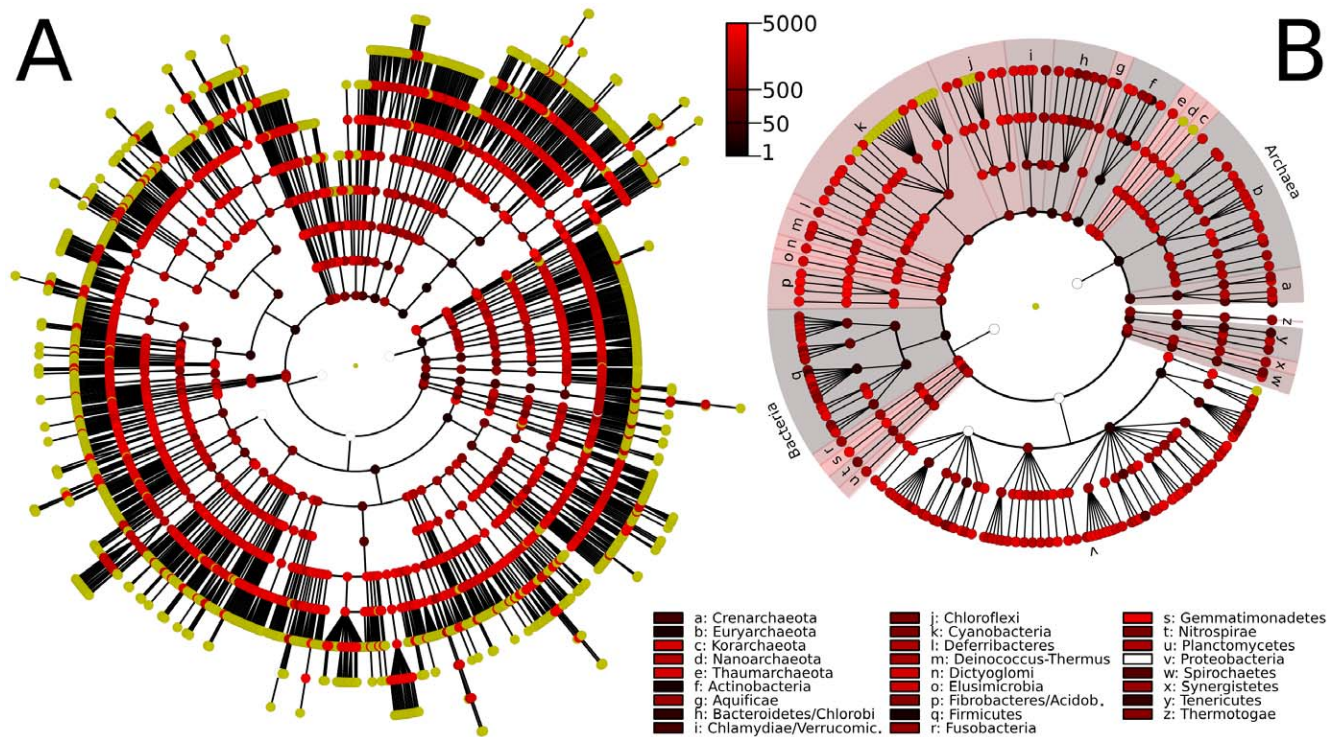 A
B
5000
500
50
1
a
b
c
d
e
f
g
h
i
j
k
l
m
n
o
p
q
r
s
t
u
v
w
x
y
z
Archaea
Bacteria
a: Crenarchaeota
b: Euryarchaeota
c: Korarchaeota
d: Nanoarchaeota
e: Thaumarchaeota
f: Actinobacteria
g: Aquificae
h: Bacteroidetes/Chlorobi
i: Chlamydiae/Verrucomic.
j: Chloroflexi
k: Cyanobacteria
l: Deferribacteres
m: Deinococcus-Thermus
n: Dictyoglomi
o: Elusimicrobia
p: Fibrobacteres/Acidob.
q: Firmicutes
r: Fusobacteria
s: Gemmatimonadetes
t: Nitrospirae
u: Planctomycetes
v: Proteobacteria
w: Spirochaetes
x: Synergistetes
y: Tenericutes
z: Thermotogae